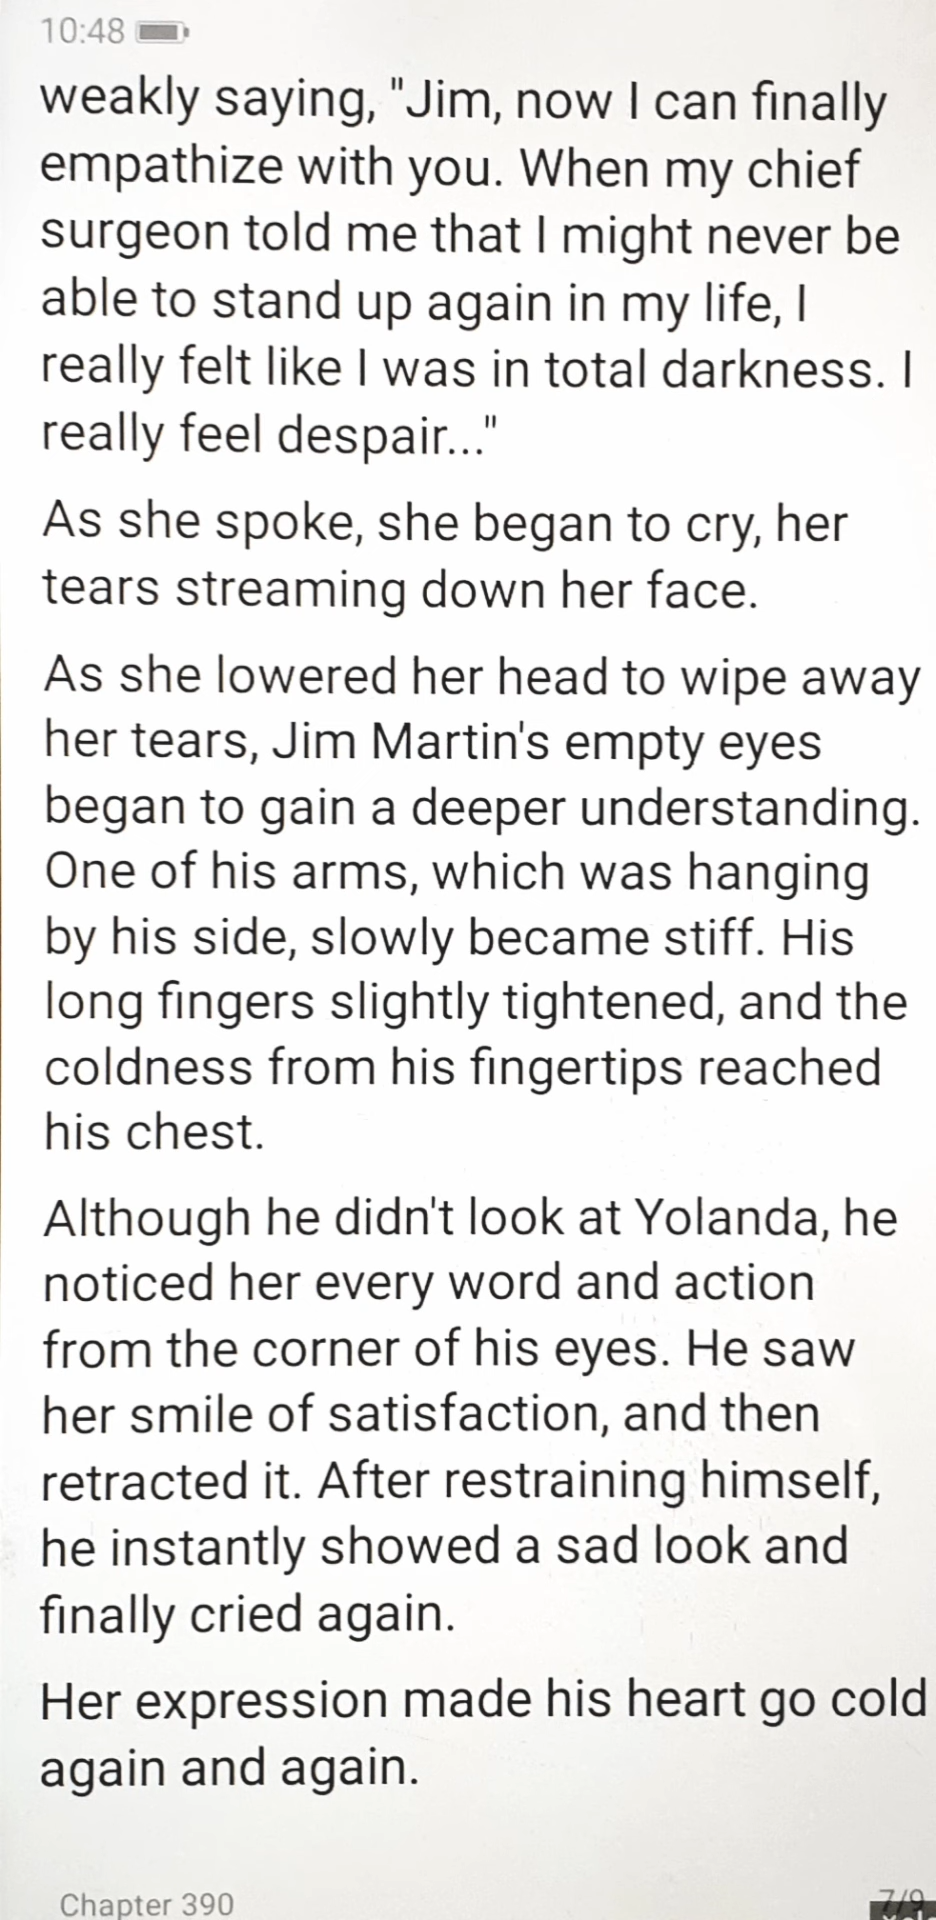 10:48
weakly saying, "Jim, now I can finally
empathize with you. When my chief
surgeon told me that I might never be
able to stand up again in my life, I
really felt like I was in total darkness. I
really feel despair..."
As she spoke, she began to cry, her
tears streaming down her face.
As she lowered her head to wipe away
her tears, Jim Martin's empty eyes
began to gain a deeper understanding.
One of his arms, which was hanging
by his side, slowly became stiff. His
long fingers slightly tightened, and the
coldness from his fingertips reached
his chest.
Although he didn't look at Yolanda, he
noticed her every word and action
from the corner of his eyes. He saw
her smile of satisfaction, and then
retracted it. After restraining himself,
he instantly showed a sad look and
finally cried again.
Her expression made his heart go cold
again and again.
Chapter 390
7/9